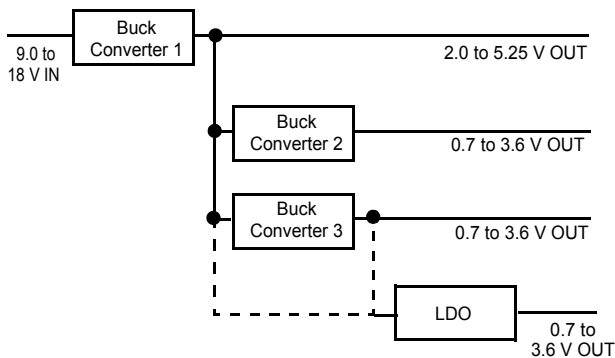 Buck
Converter 1
9.0 to
18 V IN
2.0 to 5.25 V OUT
Buck
Converter 2
0.7 to 3.6 V OUT
Buck
Converter 3
0.7 to 3.6 V OUT
LDO
0.7 to
3.6 V OUT